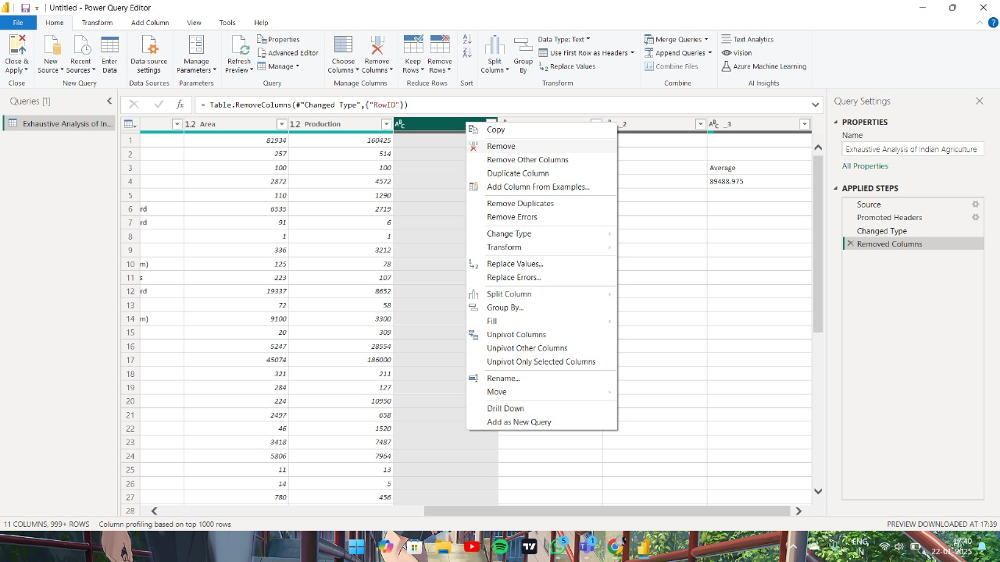 Untitled - Power Query Editor
File Home Transform Add Column View Tools Help
Close & Apply
New Source
Recent Sources
Enter Data
Data source settings
Manage Parameters
Refresh Preview
Properties
Advanced Editor
Manage
Choose Columns
Remove Columns
Keep Rows
Remove Rows
Split Column
Group By
Data Type: Text
Use First Row as Headers
Replace Values
Merge Queries
Append Queries
Combine Files
Text Analytics
Vision
Azure Machine Learning
Close New Query Data Sources Parameters Query Manage Columns Reduce Rows Sort Transform Combine AI Insights
Queries [1]
Exhaustive Analysis of In...
= Table.RemoveColumns(#"Changed Type",{"RowID"})
1.2 Area 1.2 Production ABC _2 ABC _3
1 81934 160425
2 257 514
3 100 100 Average
4 2872 4572 89488.975
5 110 1290
6 rd 6535 2719
7 rd 91 6
8 1 1
9 336 3212
10 m) 125 78
11 s 223 107
12 rd 19337 8652
13 72 58
14 m) 9100 3300
15 20 309
16 5247 28554
17 45074 186000
18 321 211
19 284 127
20 224 10950
21 2497 658
22 46 1520
23 3418 7487
24 5806 7964
25 11 13
26 14 5
27 780 456
28
Copy
Remove
Remove Other Columns
Duplicate Column
Add Column From Examples...
Remove Duplicates
Remove Errors
Change Type
Transform
Replace Values...
Replace Errors...
Split Column
Group By...
Fill
Unpivot Columns
Unpivot Other Columns
Unpivot Only Selected Columns
Rename...
Move
Drill Down
Add as New Query
Query Settings
PROPERTIES
Name
Exhaustive Analysis of Indian Agriculture
All Properties
APPLIED STEPS
Source
Promoted Headers
Changed Type
Removed Columns
11 COLUMNS, 999+ ROWS Column profiling based on top 1000 rows
PREVIEW DOWNLOADED AT 17:39
5
1
ENG
IN
17:40
22-01-2025